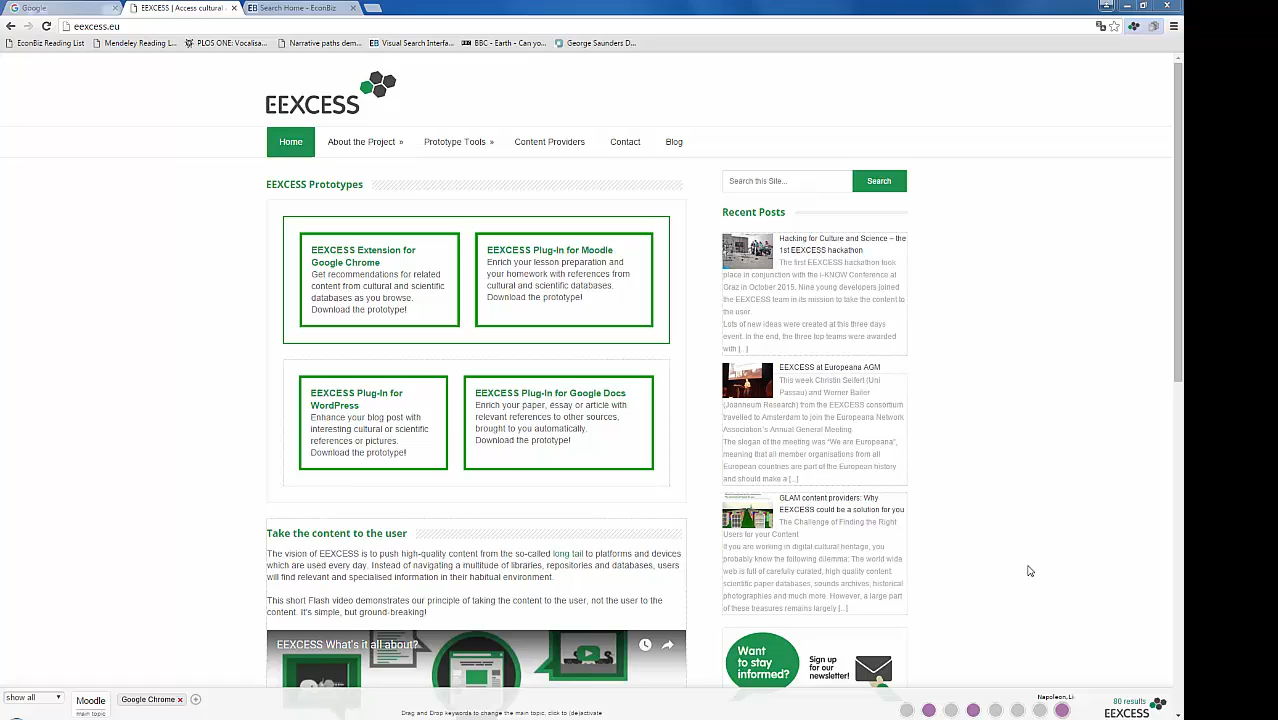 Google
EEXCESS | Access cultural
EB Search Home - EconBiz
eexcess.eu
EconBiz Reading List
Mendeley Reading L...
PLOS ONE: Vocalisa...
Narrative paths dem...
EB Visual Search Interfa...
BBC BBC - Earth - Can yo...
George Saunders D...
EEXCESS
Home
About the Project »
Prototype Tools »
Content Providers
Contact
Blog
EEXCESS Prototypes
EEXCESS Extension for
Google Chrome
Get recommendations for related
content from cultural and scientific
databases as you browse.
Download the prototype!
EEXCESS Plug-In for Moodle
Enrich your lesson preparation and
your homework with references from
cultural and scientific databases.
Download the prototype!
EEXCESS Plug-In for
WordPress
Enhance your blog post with
interesting cultural or scientific
references or pictures.
Download the prototype!
EEXCESS Plug-In for Google Docs
Enrich your paper, essay or article with
relevant references to other sources,
brought to you automatically.
Download the prototype!
Take the content to the user
The vision of EEXCESS is to push high-quality content from the so-called long tail to platforms and devices
which are used every day. Instead of navigating a multitude of libraries, repositories and databases, users
will find relevant and specialised information in their habitual environment.
This short Flash video demonstrates our principle of taking the content to the user, not the user to the
content. It's simple, but ground-breaking!
EEXCESS What's it all about?
Search this Site...
Search
Recent Posts
Hacking for Culture and Science – the
1st EEXCESS hackathon
The first EEXCESS hackathon took
place in conjunction with the i-KNOW Conference at
Graz in October 2015. Nine young developers joined
the EEXCESS team in its mission to take the content to
the user.
Lots of new ideas were created at this three days
event. In the end, the three top teams were awarded
with [...]
EEXCESS at Europeana AGM
This week Christin Seifert (Uni
Passau) and Werner Bailer
(Joanneum Research) from the EEXCESS consortium
travelled to Amsterdam to join the Europeana Network
Association's Annual General Meeting.
The slogan of the meeting was "We are Europeana",
meaning that all member organisations from all
European countries are part of the European history
and should make a [...]
GLAM content providers: Why
EEXCESS could be a solution for you
The Challenge of Finding the Right
Users for your Content
If you are working in digital cultural heritage, you
probably know the following dilemma: The world wide
web is full of carefully curated, high quality content:
scientific paper databases, sounds archives, historical
photographies and much more. However, a large part
of these treasures remains largely [...]
Want
to stay
informed?
Sign up
for our
newsletter!
show all
Moodle
main topic
Google Chrome x
Drag and Drop keywords to change the main topic, click to (de)activate
Napoleon, Li
80 results
EEXCESS